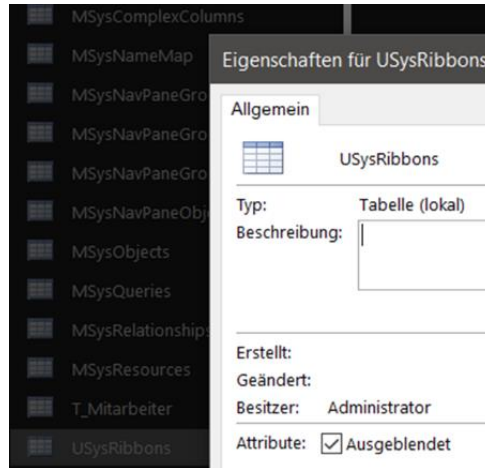 MSysComplexColumns
MSysNameMap
MSysNavPaneGro
MSysNavPaneGro
MSysNavPaneGro
MSysNavPaneObj
MSysObjects
MSysQueries
MSysRelationships
MSysResources
T_Mitarbeiter
USysRibbons
Eigenschaften für USysRibbons
Allgemein
USysRibbons
Typ: Tabelle (lokal)
Beschreibung:
Erstellt:
Geändert:
Besitzer: Administrator
Attribute: Ausgeblendet